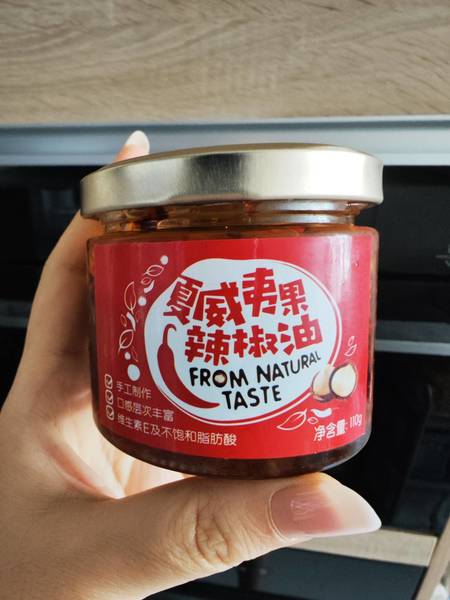 夏威夷果
辣椒油
FROM NATURAL
TASTE
手工制作
口感层次丰富
维生素E及不饱和脂肪酸
净含量:110g